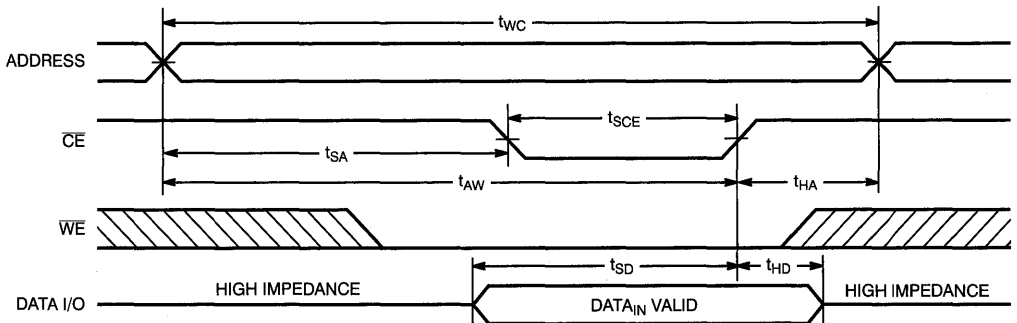 tWC
ADDRESS
CE
tSCE
tSA
tAW
tHA
WE
tSD
tHD
DATA I/O
HIGH IMPEDANCE
DATAIN VALID
HIGH IMPEDANCE